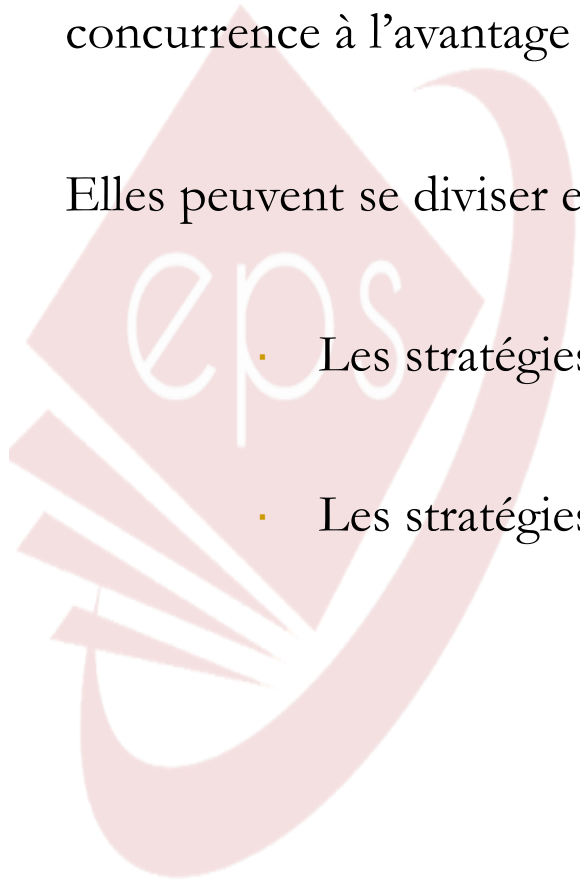 concurrence à l’avantage
Elles peuvent se diviser e
eps
· Les stratégies
· Les stratégies